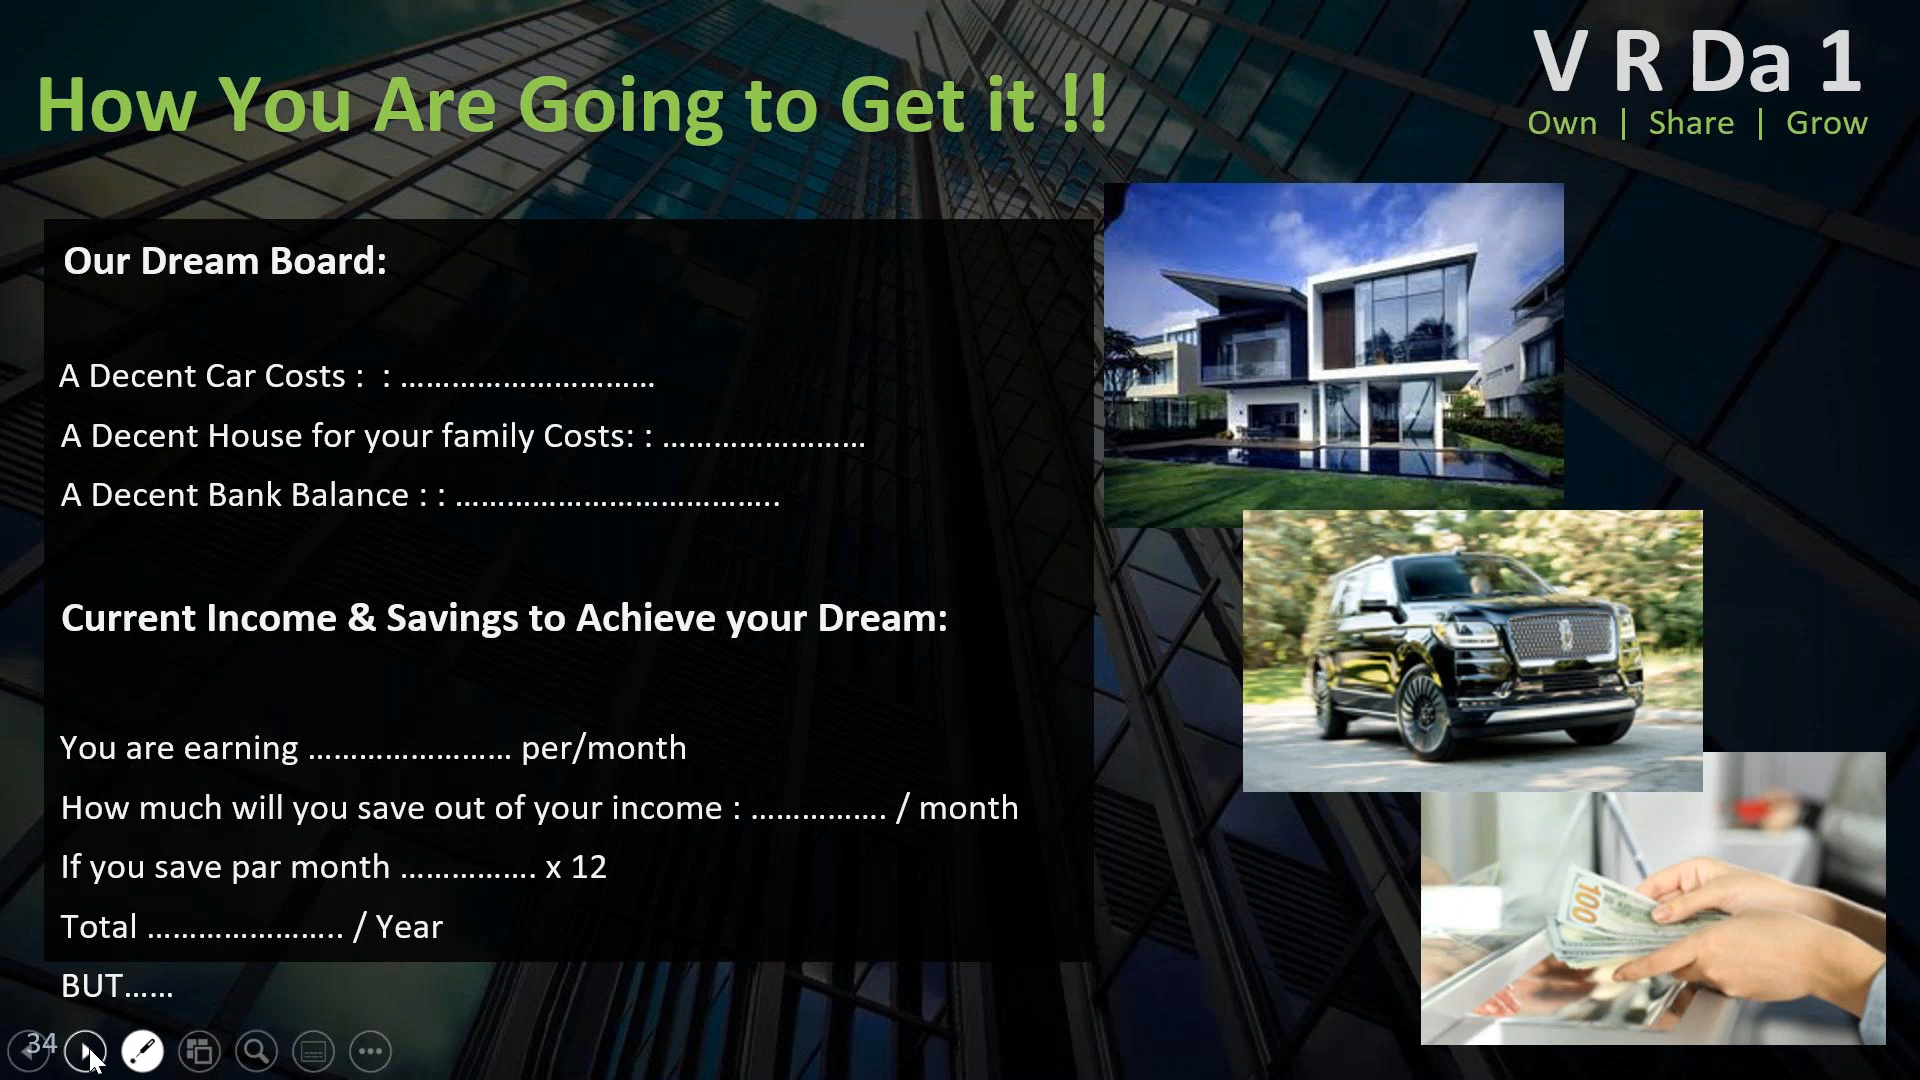 How You Are Going to Get it !!
V R Da 1
Own | Share | Grow
Our Dream Board:
A Decent Car Costs :  : …………………………
A Decent House for your family Costs: : ……………………
A Decent Bank Balance : : ………………………………..
Current Income & Savings to Achieve your Dream:
You are earning …………………… per/month
How much will you save out of your income : ……………. / month
If you save par month ……………. x 12
Total ………………….. / Year
BUT……
34
100